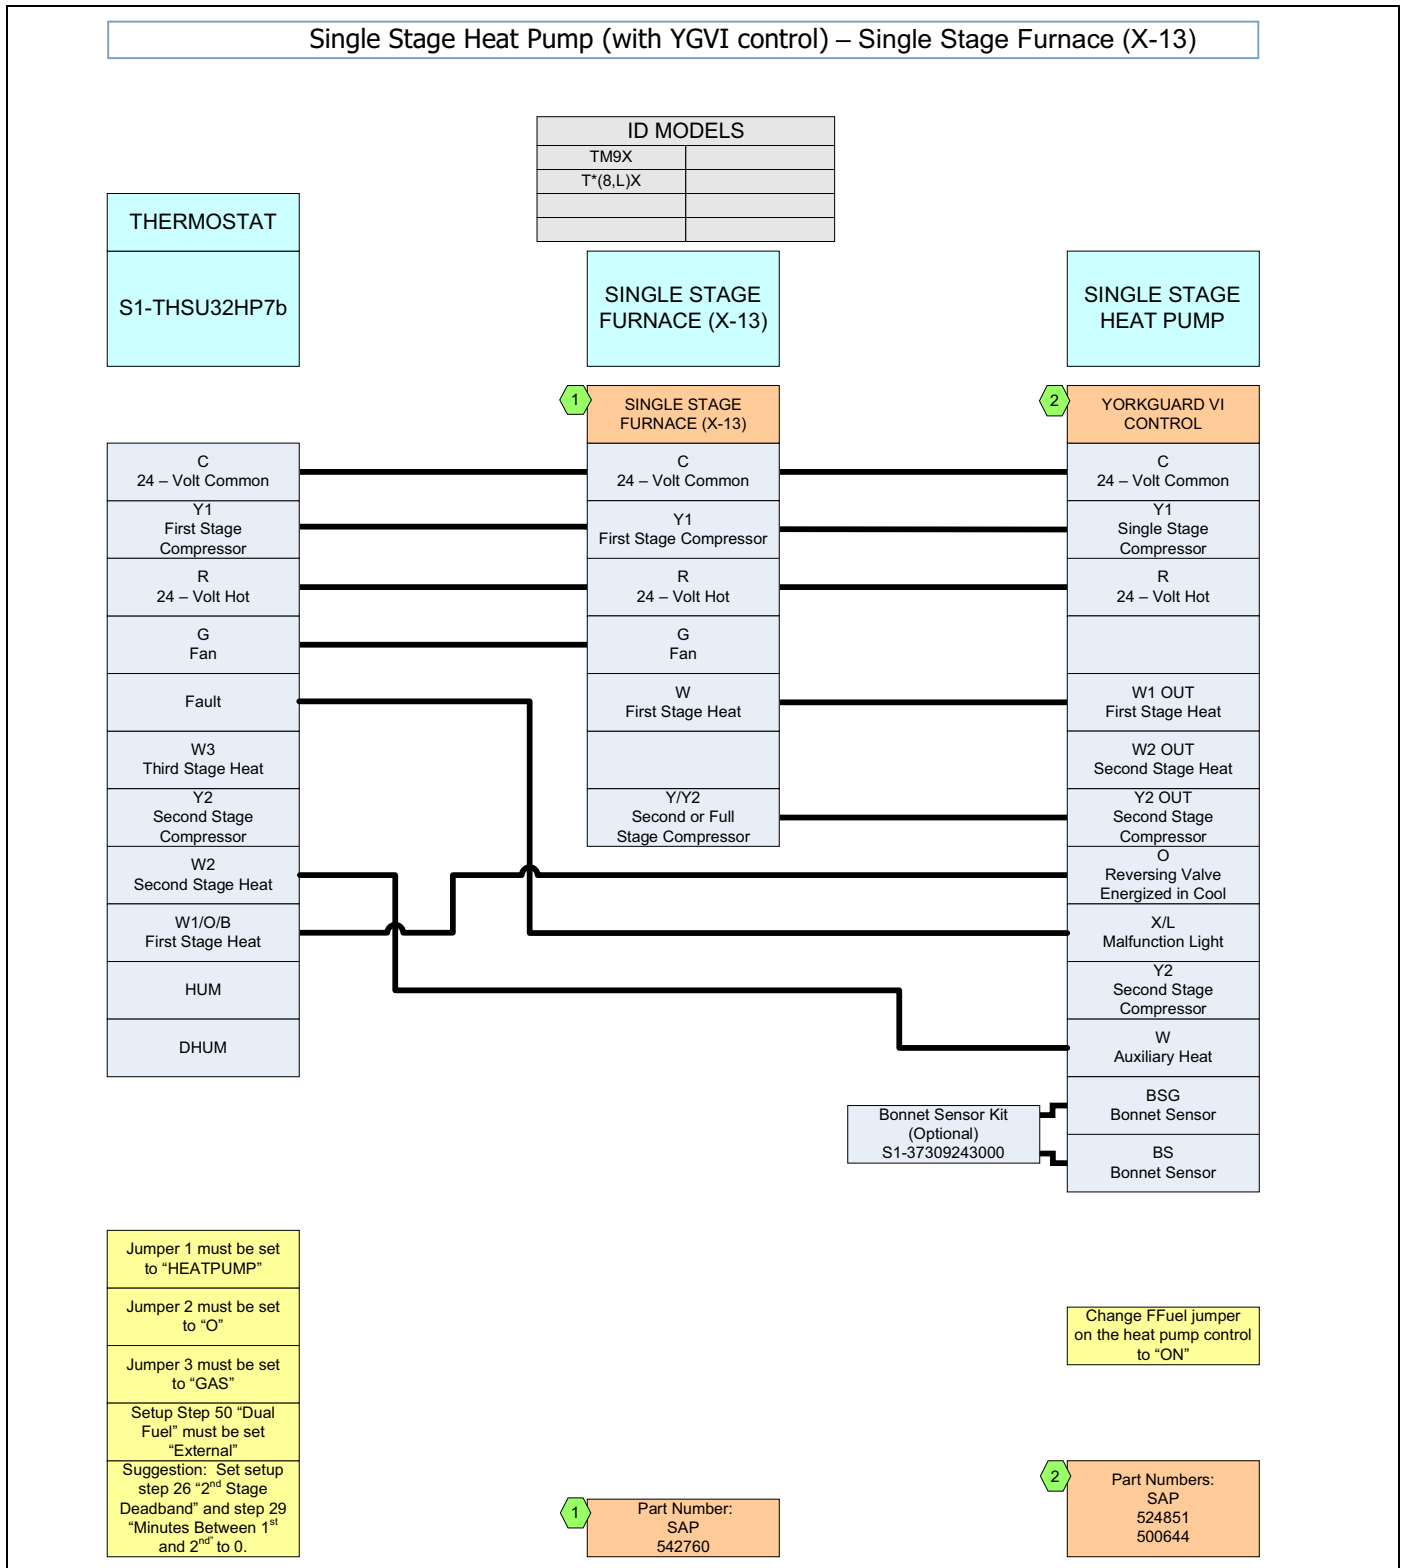 Single Stage Heat Pump (with YGVI control) – Single Stage Furnace (X-13)
ID MODELS
TM9X
T*(8,L)X
THERMOSTAT
S1-THSU32HP7b
SINGLE STAGE
FURNACE (X-13)
SINGLE STAGE
HEAT PUMP
1
SINGLE STAGE
FURNACE (X-13)
2
YORKGUARD VI
CONTROL
C
24 – Volt Common
Y1
First Stage
Compressor
R
24 – Volt Hot
G
Fan
Fault
W3
Third Stage Heat
Y2
Second Stage
Compressor
W2
Second Stage Heat
W1/O/B
First Stage Heat
HUM
DHUM
C
24 – Volt Common
Y1
First Stage Compressor
R
24 – Volt Hot
G
Fan
W
First Stage Heat
Y/Y2
Second or Full
Stage Compressor
C
24 – Volt Common
Y1
Single Stage
Compressor
R
24 – Volt Hot
W1 OUT
First Stage Heat
W2 OUT
Second Stage Heat
Y2 OUT
Second Stage
Compressor
O
Reversing Valve
Energized in Cool
X/L
Malfunction Light
Y2
Second Stage
Compressor
W
Auxiliary Heat
BSG
Bonnet Sensor
BS
Bonnet Sensor
Bonnet Sensor Kit
(Optional)
S1-37309243000
Jumper 1 must be set
to “HEATPUMP”
Jumper 2 must be set
to “O”
Jumper 3 must be set
to “GAS”
Setup Step 50 “Dual
Fuel” must be set
“External”
Suggestion: Set setup
step 26 “2nd Stage
Deadband” and step 29
“Minutes Between 1st
and 2nd” to 0.
Change FFuel jumper
on the heat pump control
to “ON”
1
Part Number:
SAP
542760
2
Part Numbers:
SAP
524851
500644